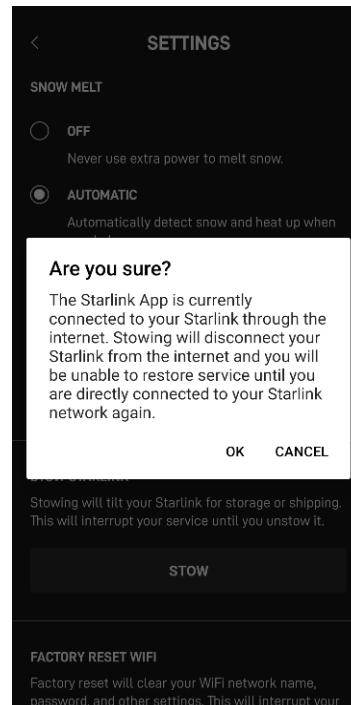 SETTINGS
SNOW MELT
OFF
Never use extra power to melt snow.
AUTOMATIC
Automatically detect snow and heat up when
Are you sure?
The Starlink App is currently
connected to your Starlink through the
internet. Stowing will disconnect your
Starlink from the internet and you will
be unable to restore service until you
are directly connected to your Starlink
network again.
OK CANCEL
Stowing will tilt your Starlink for storage or shipping.
This will interrupt your service until you unstow it.
STOW
FACTORY RESET WIFI
Factory reset will clear your WiFi network name,
password, and other settings. This will interrupt your